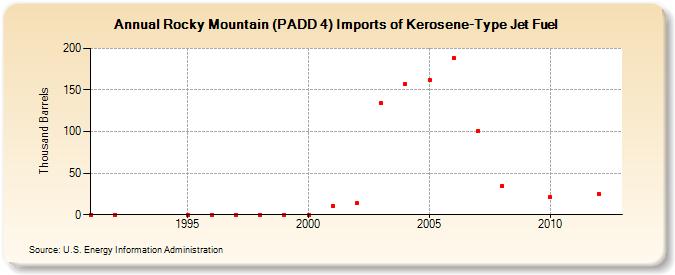 Annual Rocky Mountain (PADD 4) Imports of Kerosene-Type Jet Fuel
Thousand Barrels
200
150
100
50
0
1995 2000 2005 2010
Source: U.S. Energy Information Administration